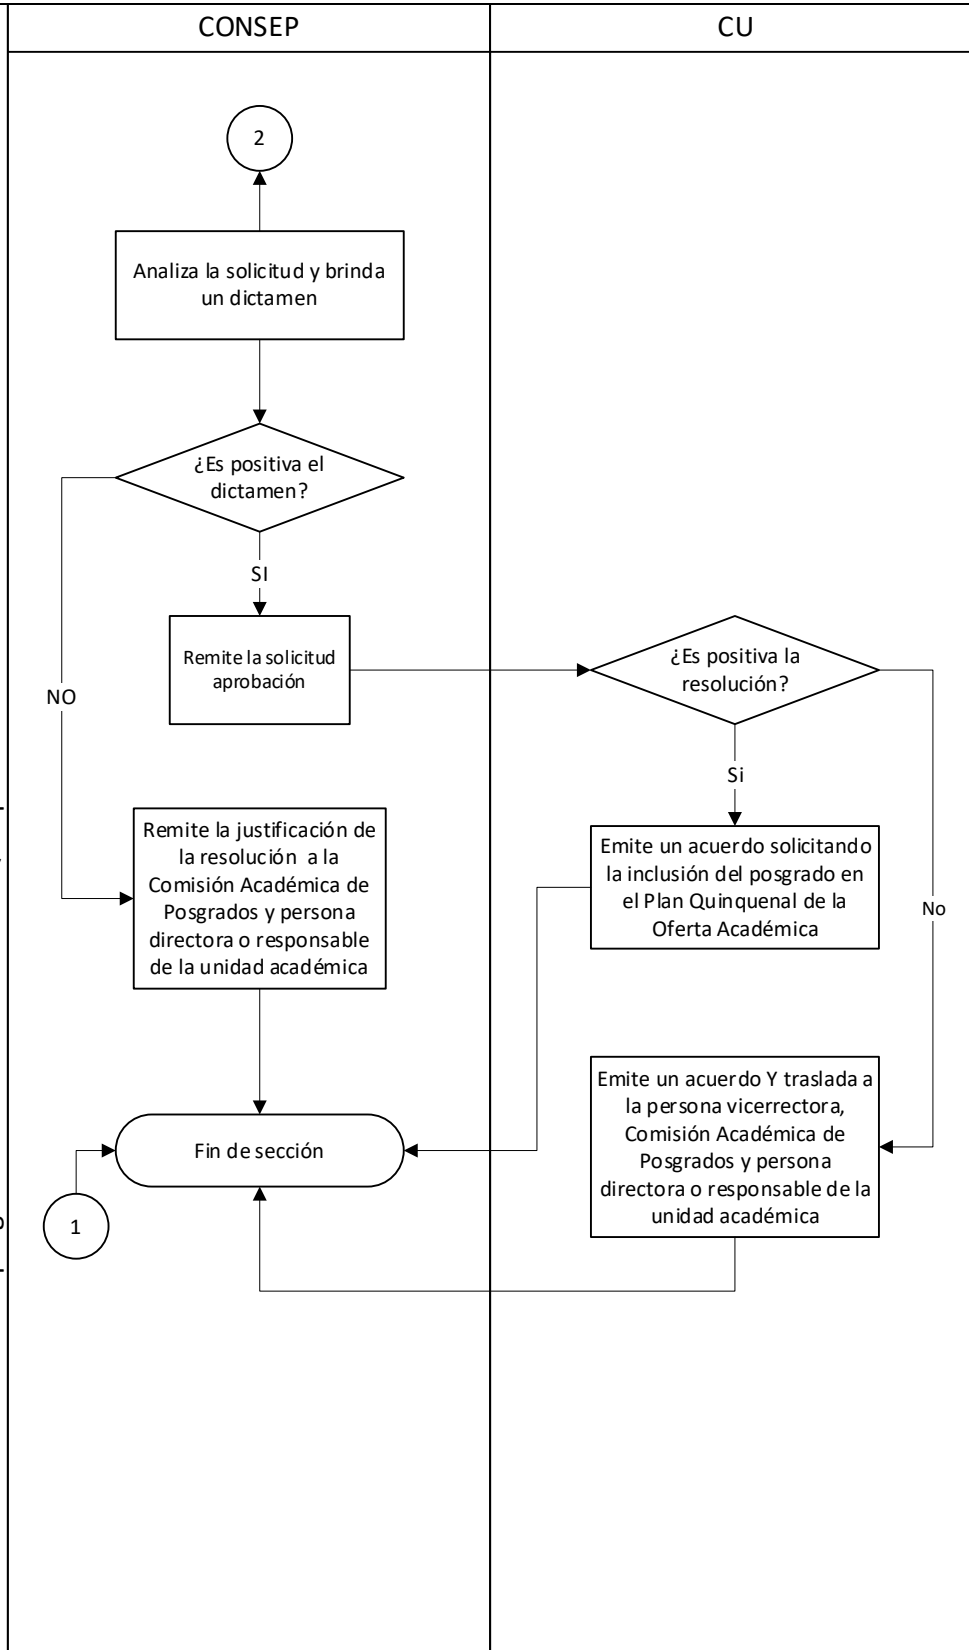 CONSEP
CU
2
Analiza la solicitud y brinda
un dictamen
¿Es positiva el
dictamen?
SI
Remite la solicitud
aprobación
¿Es positiva la
resolución?
NO
Si
Remite la justificación de
la resolución  a la
Comisión Académica de
Posgrados y persona
directora o responsable
de la unidad académica
Emite un acuerdo solicitando
la inclusión del posgrado en
el Plan Quinquenal de la
Oferta Académica
No
Emite un acuerdo Y traslada a
la persona vicerrectora,
Comisión Académica de
Posgrados y persona
directora o responsable de la
unidad académica
Fin de sección
1